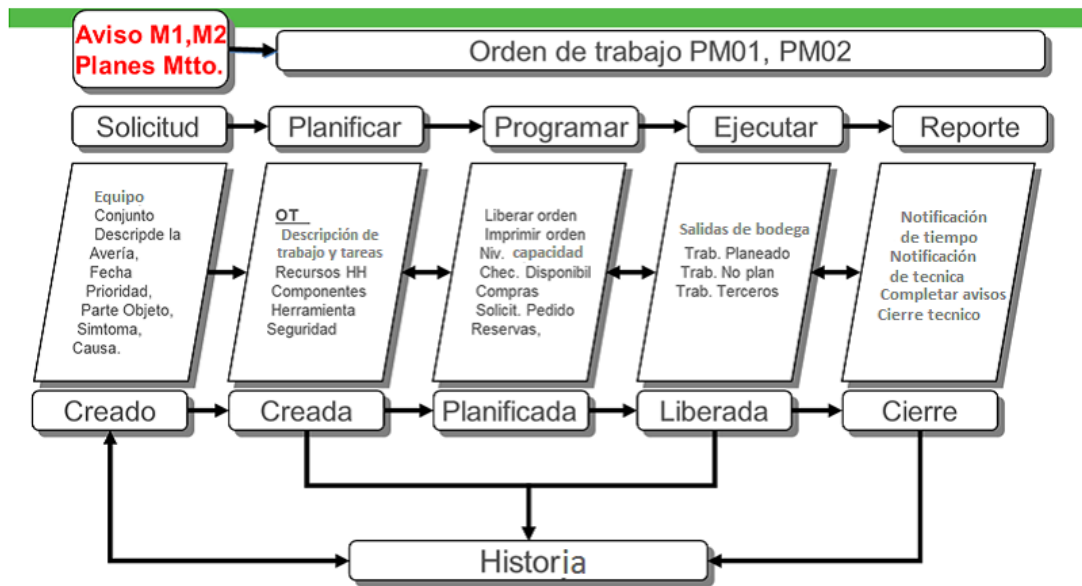 Aviso M1,M2
Planes Mtto.
Orden de trabajo PM01, PM02
Solicitud
Planificar
Programar
Ejecutar
Reporte
Equipo
Conjunto
Descripde la
Avería,
Fecha
Prioridad,
Parte Objeto,
Simtoma,
Causa.
OT
Descripción de
trabajo y tareas
Recursos HH
Componentes
Herramienta
Seguridad
Liberar orden
Imprimir orden
Niv. capacidad
Chec. Disponibil
Compras
Solicit. Pedido
Reservas,
Salidas de bodega
Trab. Planeado
Trab. No plan
Trab. Terceros
Notificación
de tiempo
Notificación
de tecnica
Completar avisos
Cierre tecnico
Creado
Creada
Planificada
Liberada
Cierre
Historja